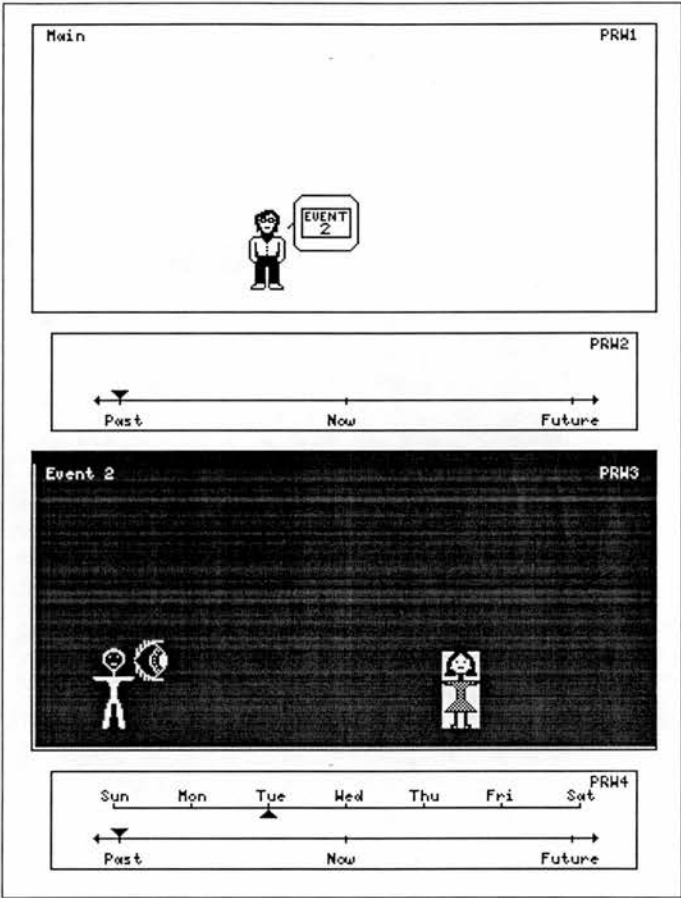 Main PRW1
EVENT
2
PRW2
Past Now Future
Event 2 PRW3
PRW4
Sun Mon Tue Wed Thu Fri Sat
Past Now Future